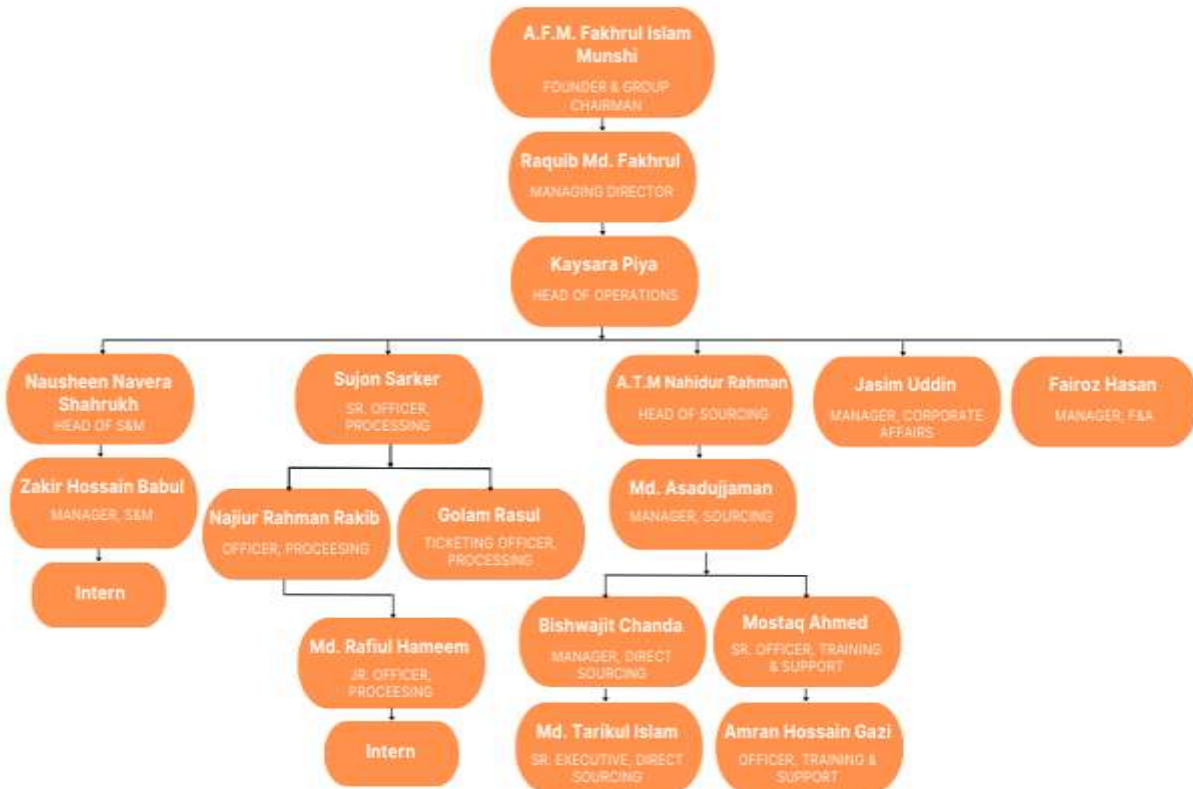 A.F.M. Fakhrul Islam
Munshi
FOUNDER & GROUP
CHAIRMAN
Raquib Md. Fakhrul
MANAGING DIRECTOR
Kaysara Piya
HEAD OF OPERATIONS
Nausheen Navera
Shahrukh
HEAD OF S&M
Sujon Sarker
SR. OFFICER,
PROCESSING
A.T.M Nahidur Rahman
HEAD OF SOURCING
Jasim Uddin
MANAGER, CORPORATE
AFFAIRS
Fairoz Hasan
MANAGER, F&A
Zakir Hossain Babul
MANAGER, S&M
Najiur Rahman Rakib
OFFICER, PROCEESING
Golam Rasul
TICKETING OFFICER,
PROCESSING
Md. Asadujjaman
MANAGER, SOURCING
Intern
Md. Rafiul Hameem
JR. OFFICER,
PROCEESING
Bishwajit Chanda
MANAGER, DIRECT
SOURCING
Mostaq Ahmed
SR. OFFICER, TRAINING
& SUPPORT
Intern
Md. Tarikul Islam
SR. EXECUTIVE, DIRECT
SOURCING
Amran Hossain Gazi
OFFICER, TRAINING &
SUPPORT